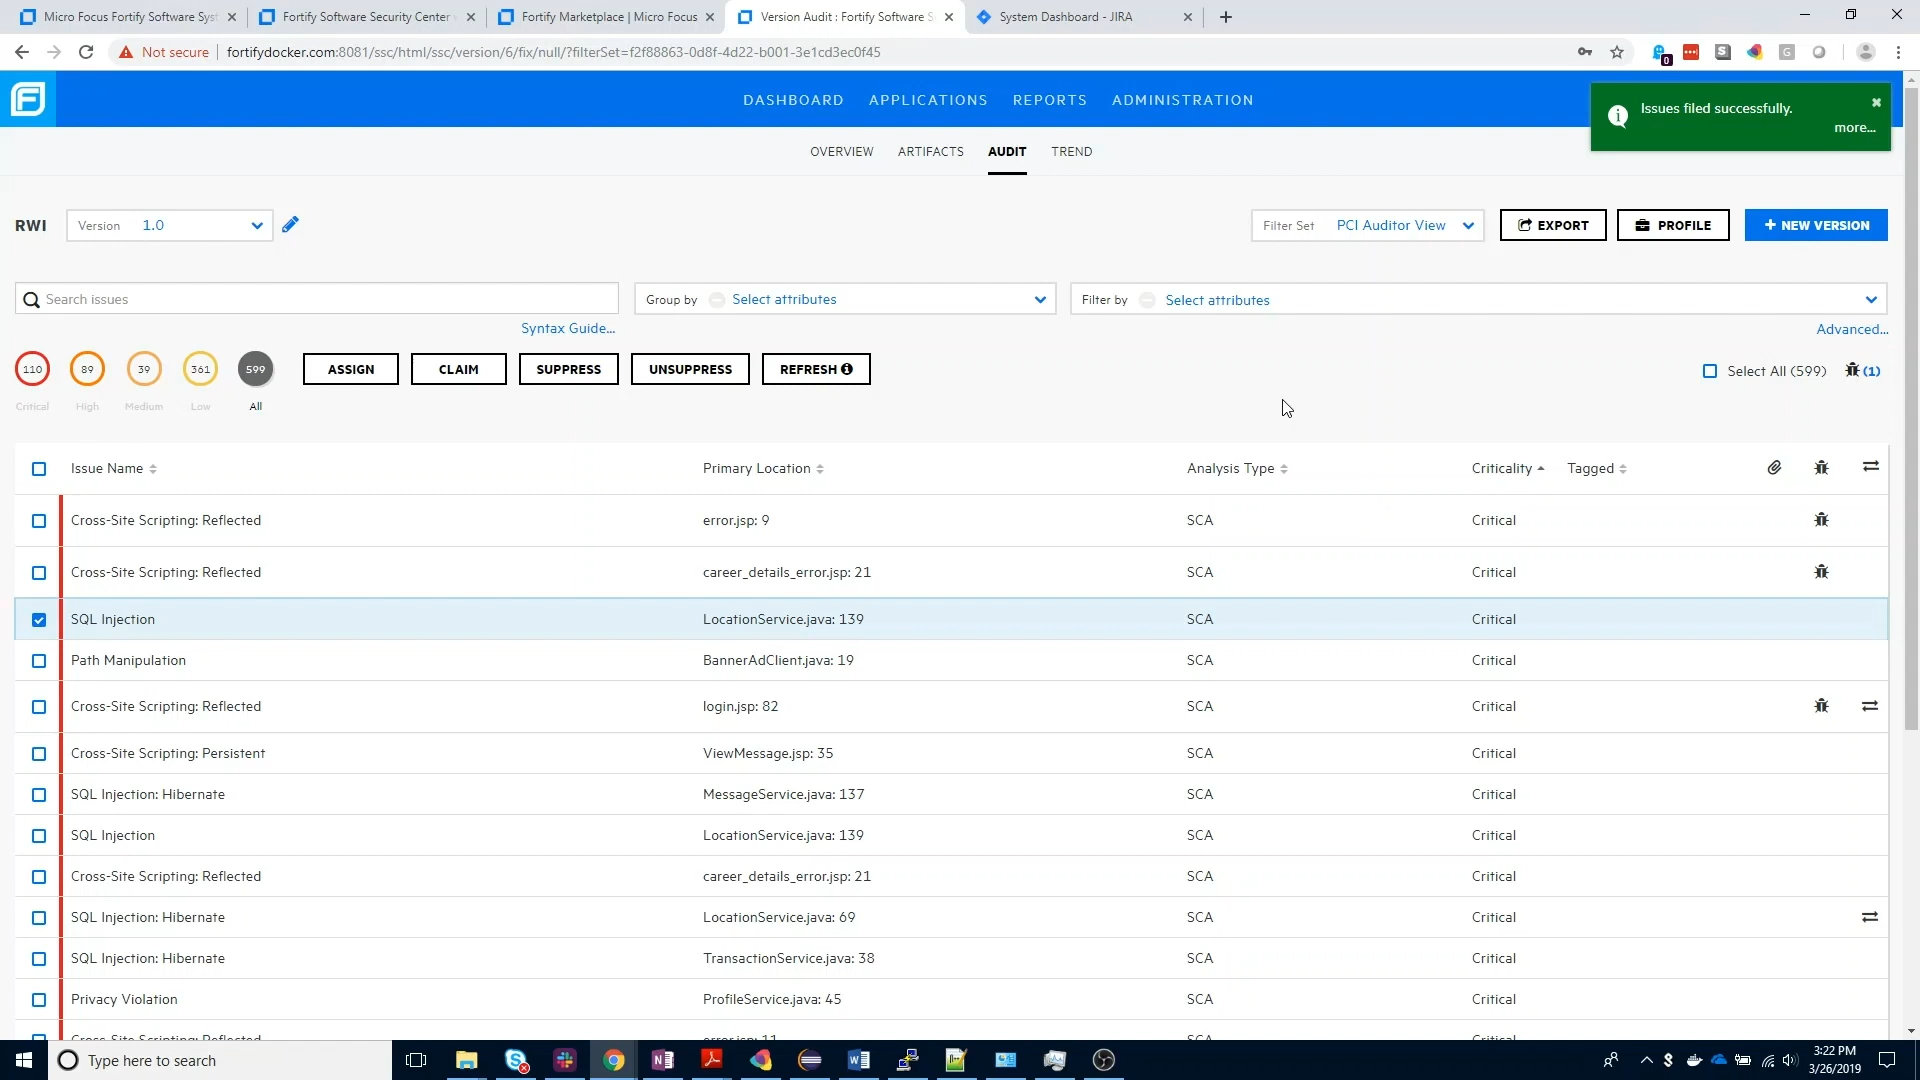 Micro Focus Fortify Software Syst
Fortify Software Security Center
Fortify Marketplace | Micro Focus
Version Audit : Fortify Software S
System Dashboard - JIRA
Not secure
fortifydocker.com:8081/ssc/html/ssc/version/6/fix/null/?filterSet=f2f88863-0d8f-4d22-b001-3e1cd3ec0f45
0
S
G
F
DASHBOARD APPLICATIONS REPORTS ADMINISTRATION
Issues filed successfully.
more...
OVERVIEW ARTIFACTS AUDIT TREND
RWI Version 1.0 Filter Set PCI Auditor View EXPORT PROFILE + NEW VERSION
Search issues Group by Select attributes Filter by Select attributes
Syntax Guide... Advanced...
110 89 39 361 599 ASSIGN CLAIM SUPPRESS UNSUPPRESS REFRESH Select All (599) (1)
Critical High Medium Low All
Issue Name Primary Location Analysis Type Criticality Tagged
Cross-Site Scripting: Reflected error.jsp: 9 SCA Critical
Cross-Site Scripting: Reflected career_details_error.jsp: 21 SCA Critical
SQL Injection LocationService.java: 139 SCA Critical
Path Manipulation BannerAdClient.java: 19 SCA Critical
Cross-Site Scripting: Reflected login.jsp: 82 SCA Critical
Cross-Site Scripting: Persistent ViewMessage.jsp: 35 SCA Critical
SQL Injection: Hibernate MessageService.java: 137 SCA Critical
SQL Injection LocationService.java: 139 SCA Critical
Cross-Site Scripting: Reflected career_details_error.jsp: 21 SCA Critical
SQL Injection: Hibernate LocationService.java: 69 SCA Critical
SQL Injection: Hibernate TransactionService.java: 38 SCA Critical
Privacy Violation ProfileService.java: 45 SCA Critical
Cross-Site Scripting: Reflected error.jsp: 11
Type here to search
3:22 PM
3/26/2019